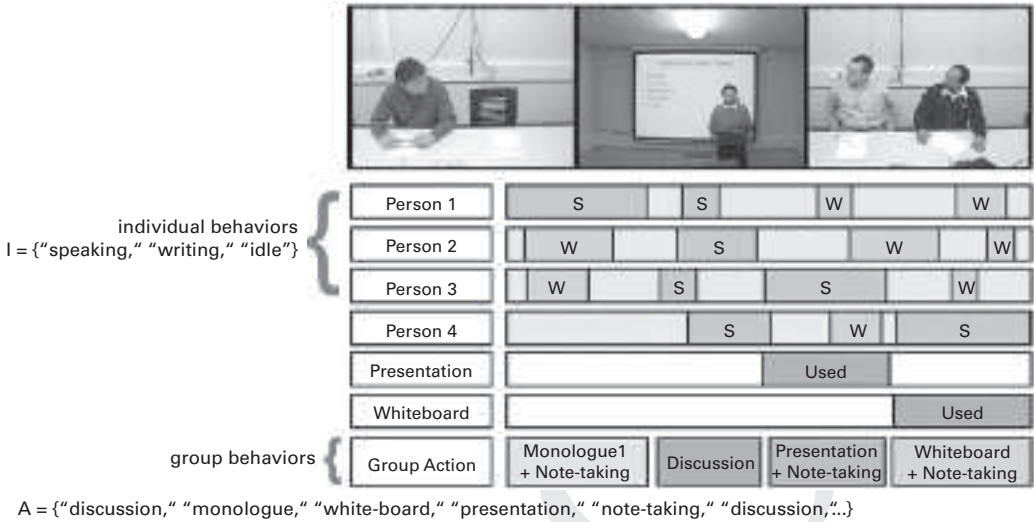 individual behaviors
I = {“speaking,“ “writing,“ “idle”}
Person 1 S S W W
Person 2 W S W W
Person 3 W S S W
Person 4 S W S
Presentation Used
Whiteboard Used
group behaviors
Group Action
Monologue1
+ Note-taking
Discussion
Presentation
+ Note-taking
Whiteboard
+ Note-taking
A = {“discussion,“ “monologue,“ “white-board,“ “presentation,“ “note-taking,“ “discussion,“...}